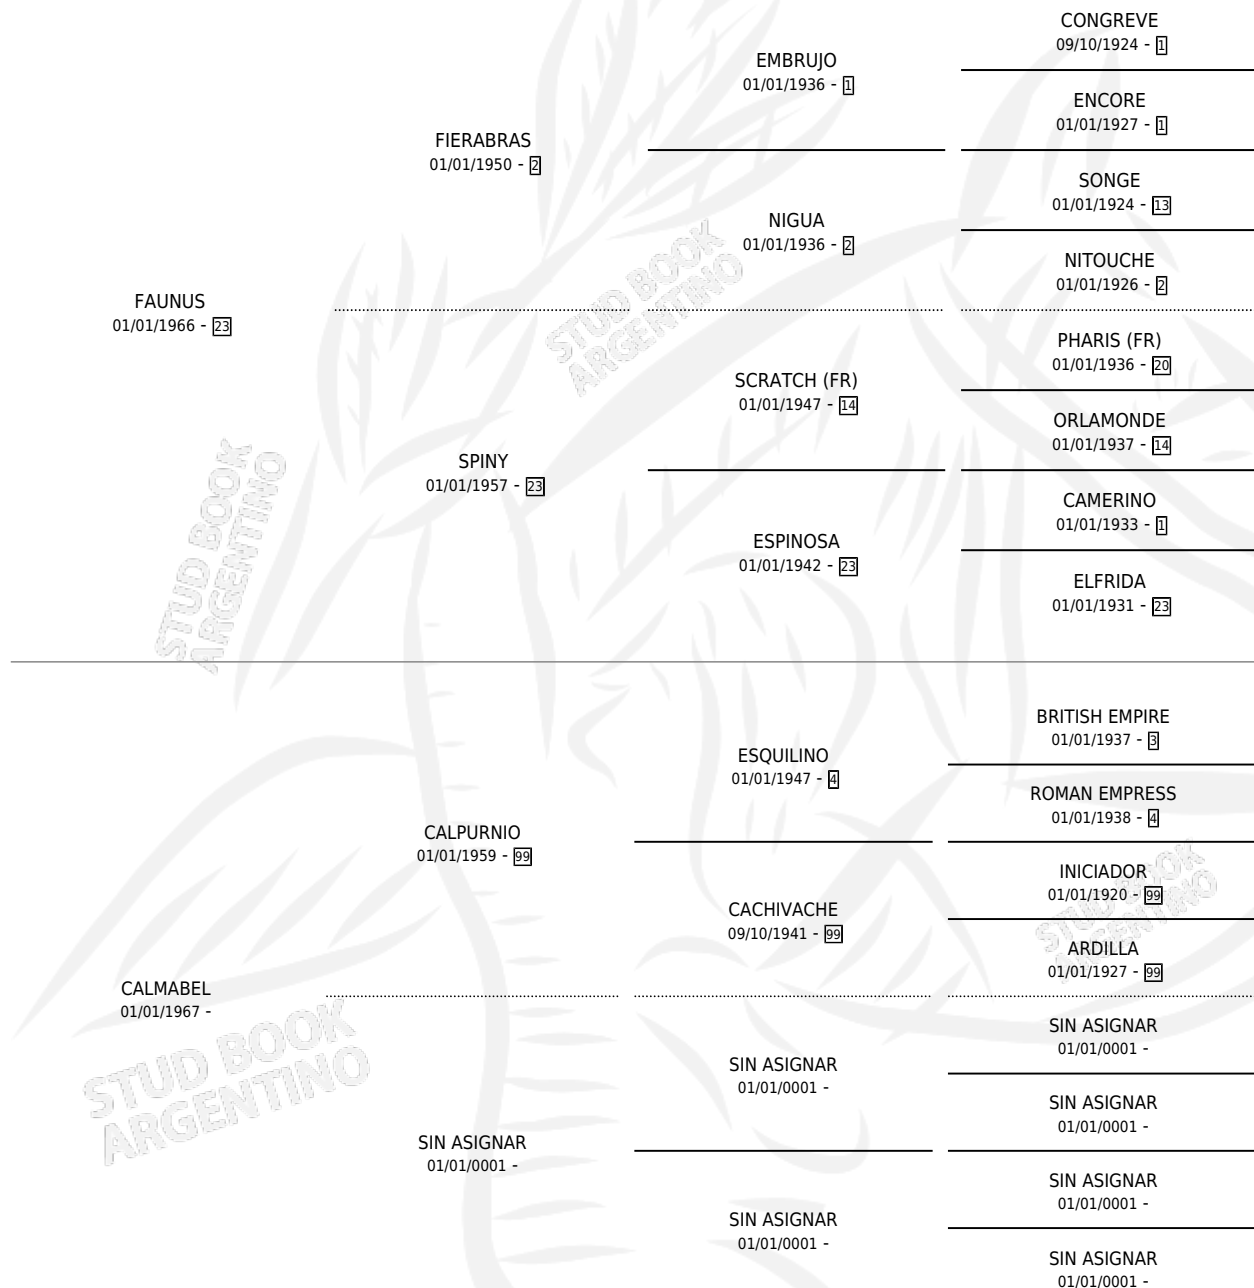 CONGREVE
09/10/1924 - 1
EMBRUJO
01/01/1936 - 1
ENCORE
01/01/1927 - 1
FIERABRAS
01/01/1950 - 2
SONGE
01/01/1924 - 13
NIGUA
01/01/1936 - 2
NITOUCHE
01/01/1926 - 2
FAUNUS
01/01/1966 - 23
PHARIS (FR)
01/01/1936 - 20
SCRATCH (FR)
01/01/1947 - 14
ORLAMONDE
01/01/1937 - 14
SPINY
01/01/1957 - 23
CAMERINO
01/01/1933 - 1
ESPINOSA
01/01/1942 - 23
ELFRIDA
01/01/1931 - 23
BRITISH EMPIRE
01/01/1937 - 3
ESQUILINO
01/01/1947 - 4
ROMAN EMPRESS
01/01/1938 - 4
CALPURNIO
01/01/1959 - 99
INICIADOR
01/01/1920 - 99
CACHIVACHE
09/10/1941 - 99
ARDILLA
01/01/1927 - 99
CALMABEL
01/01/1967 -
SIN ASIGNAR
01/01/0001 -
SIN ASIGNAR
01/01/0001 -
SIN ASIGNAR
01/01/0001 -
SIN ASIGNAR
01/01/0001 -
SIN ASIGNAR
01/01/0001 -
SIN ASIGNAR
01/01/0001 -
SIN ASIGNAR
01/01/0001 -
STUD BOOK
ARGENTINO
STUD BOOK
ARGENTINO
STUD BOOK
ARGENTINO
STUD BOOK
ARGENTINO